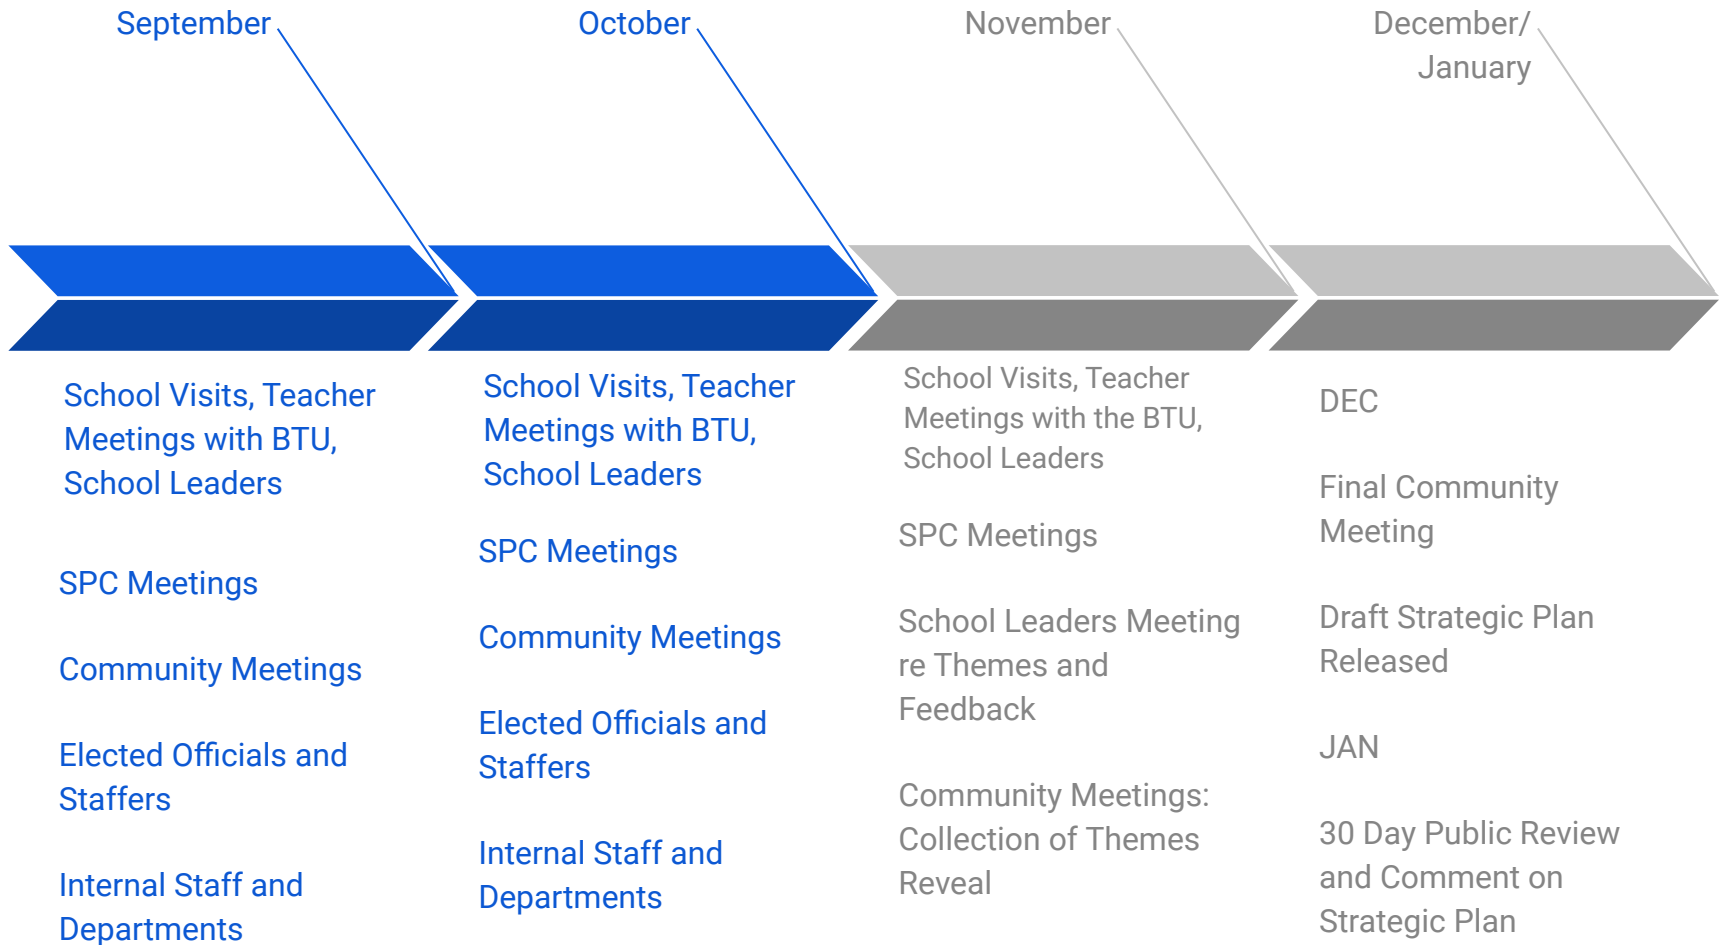 September
October
November
December/
January
School Visits, Teacher
Meetings with BTU,
School Leaders
SPC Meetings
Community Meetings
Elected Officials and
Staffers
Internal Staff and
Departments
School Visits, Teacher
Meetings with BTU,
School Leaders
SPC Meetings
Community Meetings
Elected Officials and
Staffers
Internal Staff and
Departments
School Visits, Teacher
Meetings with the BTU,
School Leaders
SPC Meetings
School Leaders Meeting
re Themes and
Feedback
Community Meetings:
Collection of Themes
Reveal
DEC
Final Community
Meeting
Draft Strategic Plan
Released
JAN
30 Day Public Review
and Comment on
Strategic Plan